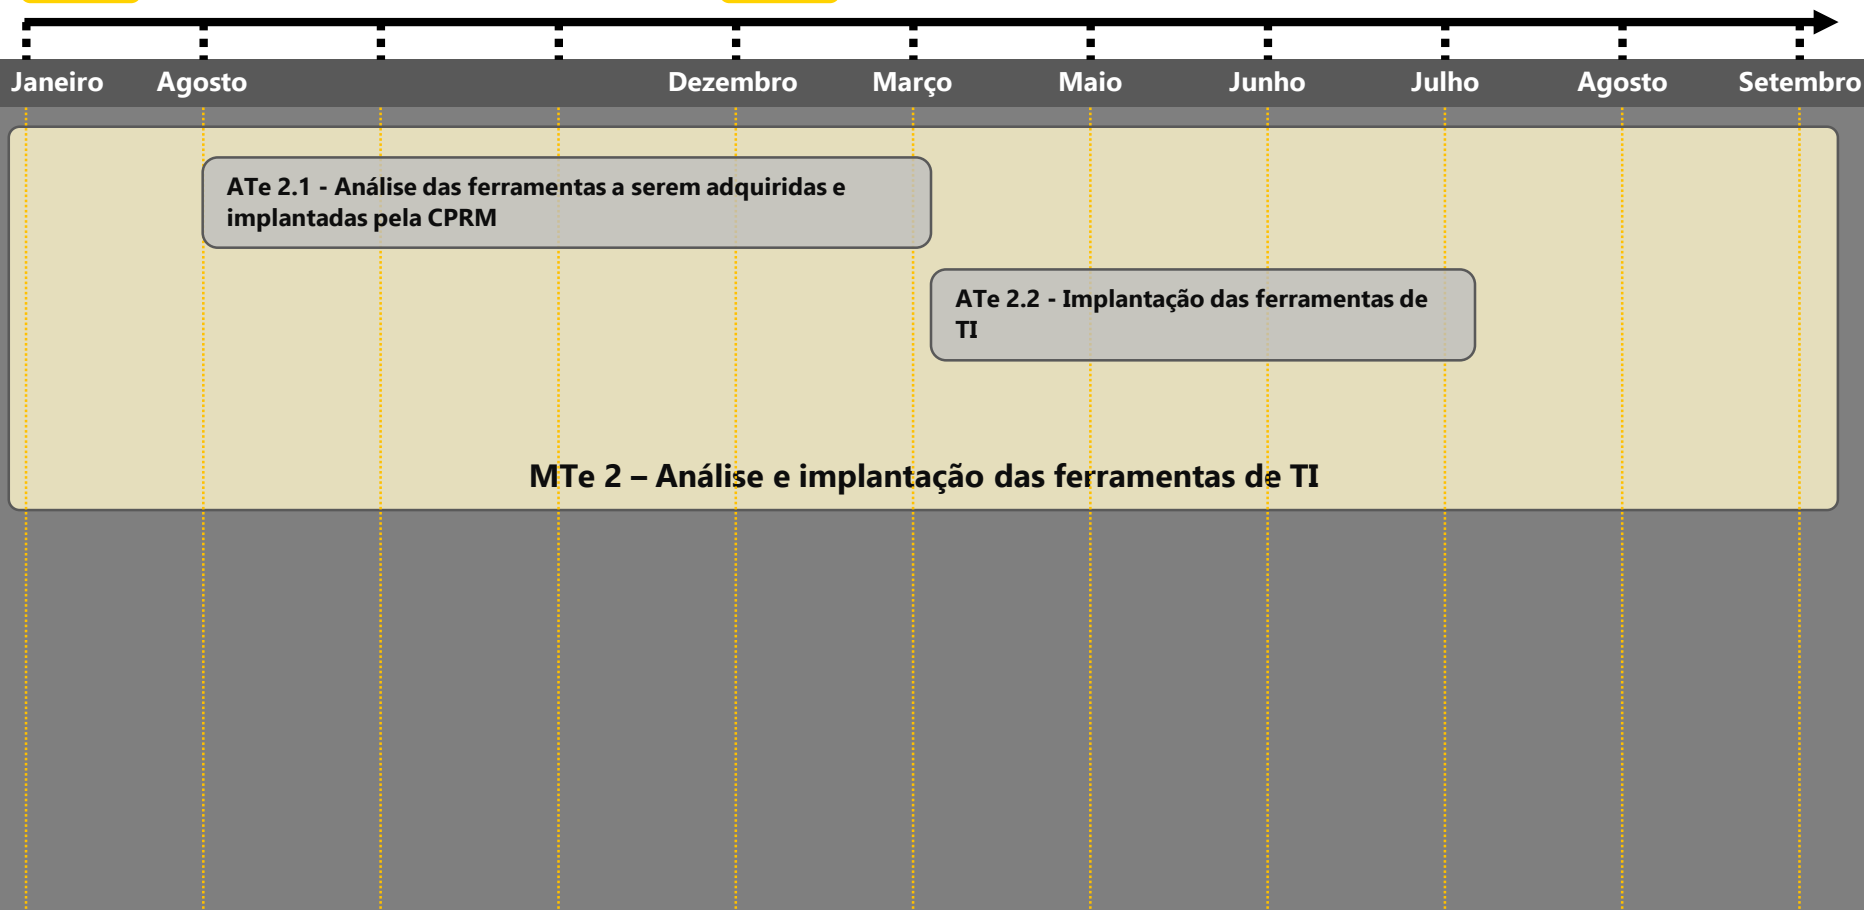 Janeiro Agosto Dezembro Março Maio Junho Julho Agosto Setembro
ATe 2.1 - Análise das ferramentas a serem adquiridas e
implantadas pela CPRM
ATe 2.2 - Implantação das ferramentas de
TI
MTe 2 – Análise e implantação das ferramentas de TI